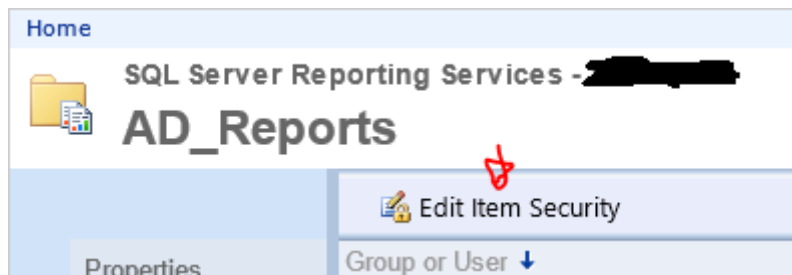 Home
SQL Server Reporting Services -
AD_Reports
Edit Item Security
Properties
Group or User